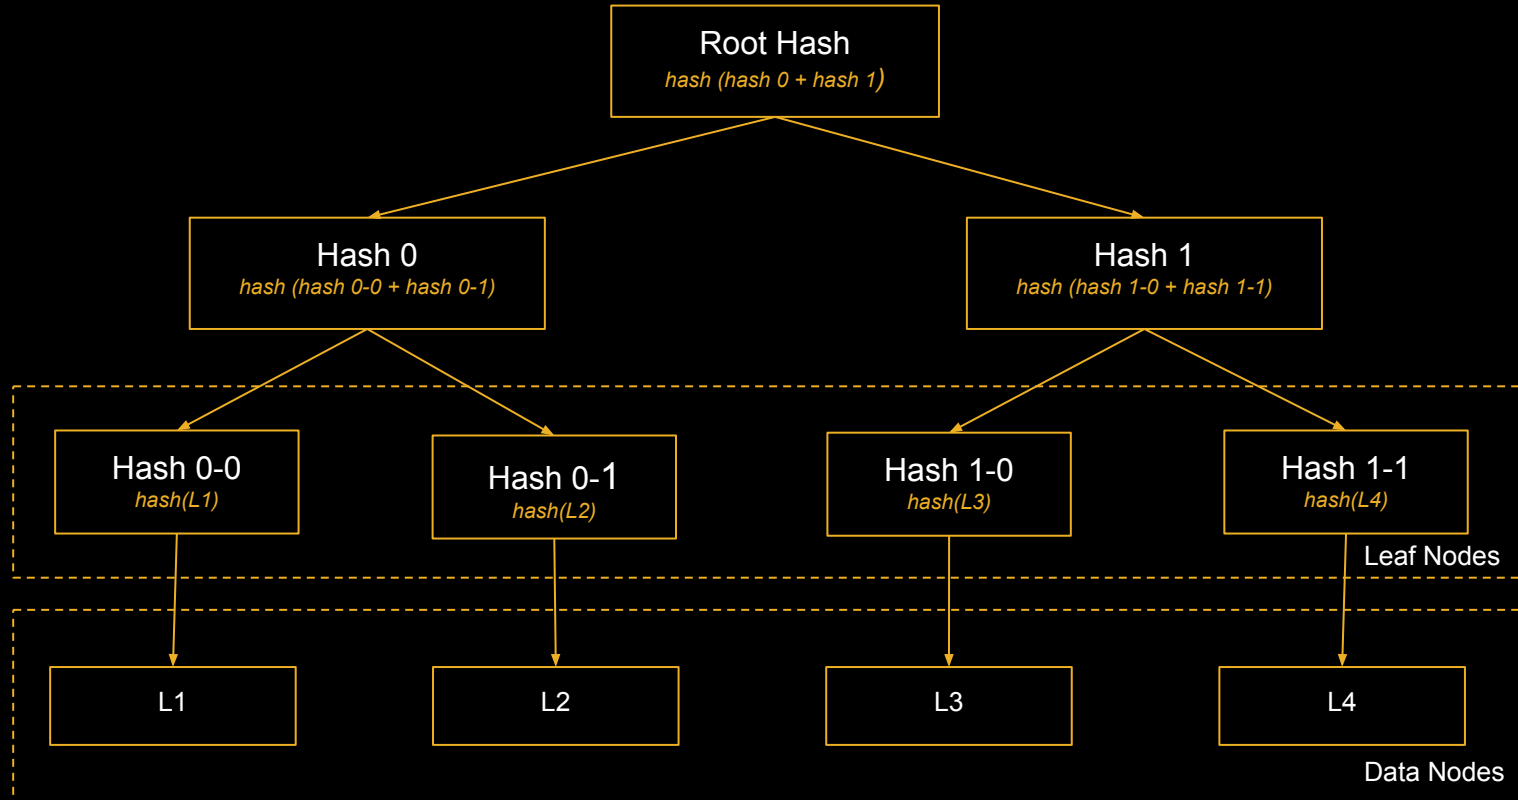 Root Hash
hash (hash 0 + hash 1)
Hash 0
hash (hash 0-0 + hash 0-1)
Hash 1
hash (hash 1-0 + hash 1-1)
Hash 0-0
hash(L1)
Hash 0-1
hash(L2)
Hash 1-0
hash(L3)
Hash 1-1
hash(L4)
Leaf Nodes
L1
L2
L3
L4
Data Nodes